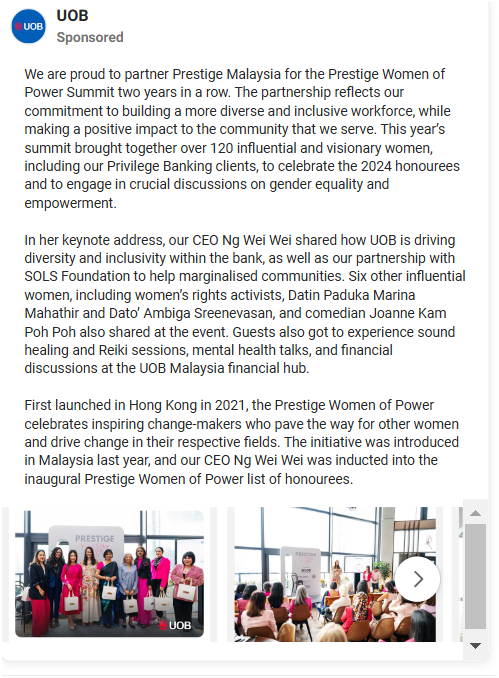 UOB
UOB
Sponsored
We are proud to partner Prestige Malaysia for the Prestige Women of
Power Summit two years in a row. The partnership reflects our
commitment to building a more diverse and inclusive workforce, while
making a positive impact to the community that we serve. This year’s
summit brought together over 120 influential and visionary women,
including our Privilege Banking clients, to celebrate the 2024 honourees
and to engage in crucial discussions on gender equality and
empowerment.
In her keynote address, our CEO Ng Wei Wei shared how UOB is driving
diversity and inclusivity within the bank, as well as our partnership with
SOLS Foundation to help marginalised communities. Six other influential
women, including women’s rights activists, Datin Paduka Marina
Mahathir and Dato’ Ambiga Sreenevasan, and comedian Joanne Kam
Poh Poh also shared at the event. Guests also got to experience sound
healing and Reiki sessions, mental health talks, and financial
discussions at the UOB Malaysia financial hub.
First launched in Hong Kong in 2021, the Prestige Women of Power
celebrates inspiring change-makers who pave the way for other women
and drive change in their respective fields. The initiative was introduced
in Malaysia last year, and our CEO Ng Wei Wei was inducted into the
inaugural Prestige Women of Power list of honourees.
PRESTIGE
UOB
PRESTIGE